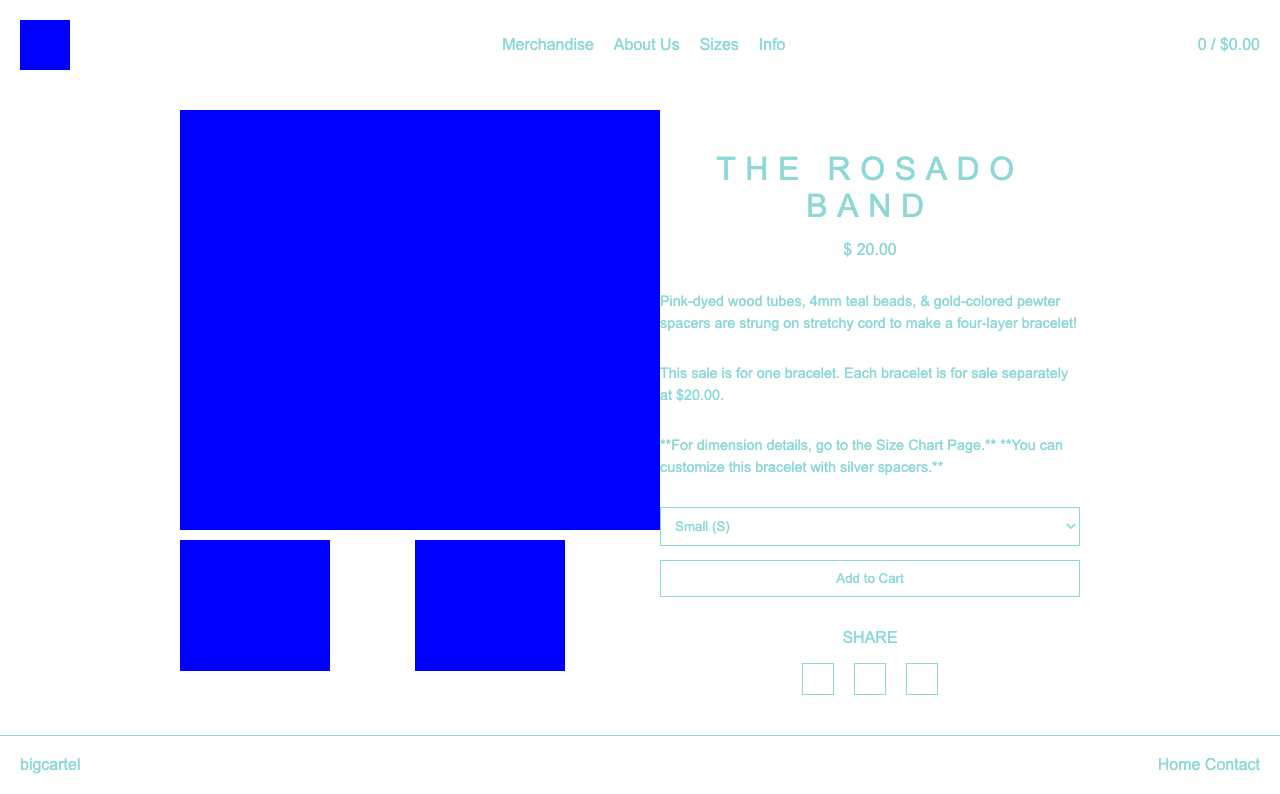 Merchandise About Us Sizes Info
0 / $0.00
THE ROSADO
BAND
$ 20.00
Pink-dyed wood tubes, 4mm teal beads, & gold-colored pewter
spacers are strung on stretchy cord to make a four-layer bracelet!
This sale is for one bracelet. Each bracelet is for sale separately
at $20.00.
**For dimension details, go to the Size Chart Page.** **You can
customize this bracelet with silver spacers.**
Small (S)
Add to Cart
SHARE
bigcartel
Home Contact